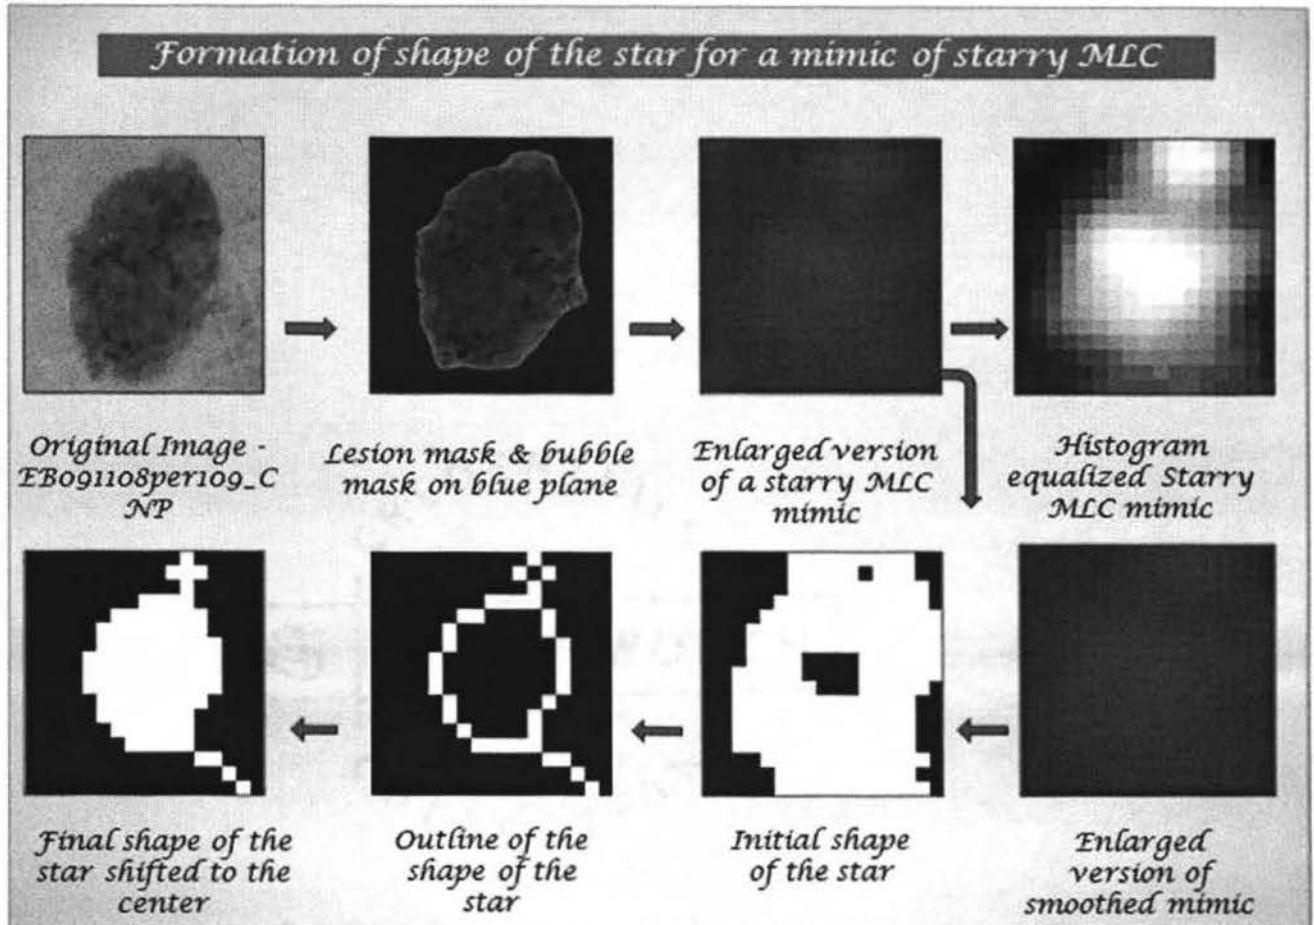 Formation of shape of the star for a mimic of starry MLC
Original Image -
EB091108per109_C
NP
Lesion mask & bubble
mask on blue plane
Enlarged version
of a starry MLC
mimic
Histogram
equalized Starry
MLC mimic
Final shape of the
star shifted to the
center
Outline of the
shape of the
star
Initial shape
of the star
Enlarged
version of
smoothed mimic